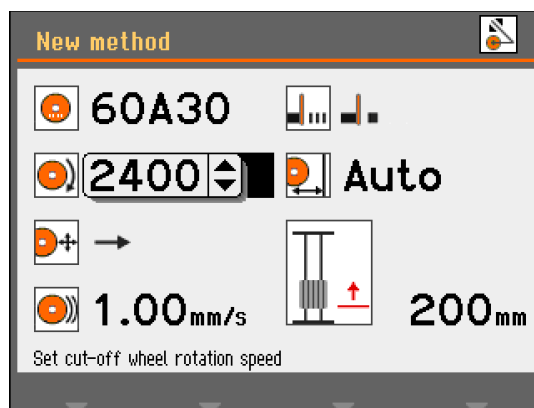 New method
60A30
2400
Auto
1.00mm/s
200mm
Set cut-off wheel rotation speed